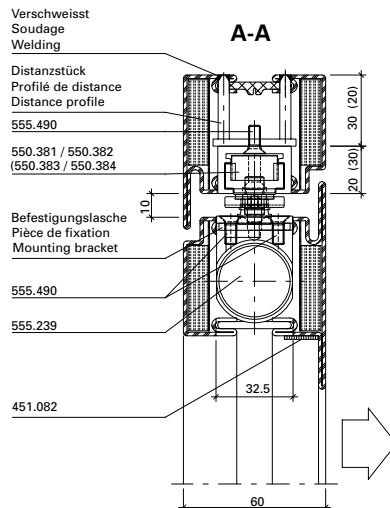 Verschweisst
Soudage
Welding
A-A
Distanzstück
Profilé de distance
Distance profile
555.490
550.381 / 550.382
(550.383 / 550.384
Befestigungslasche
Pièce de fixation
Mounting bracket
555.490
555.239
451.082
30 (20)
20 (30)
10
32.5
60